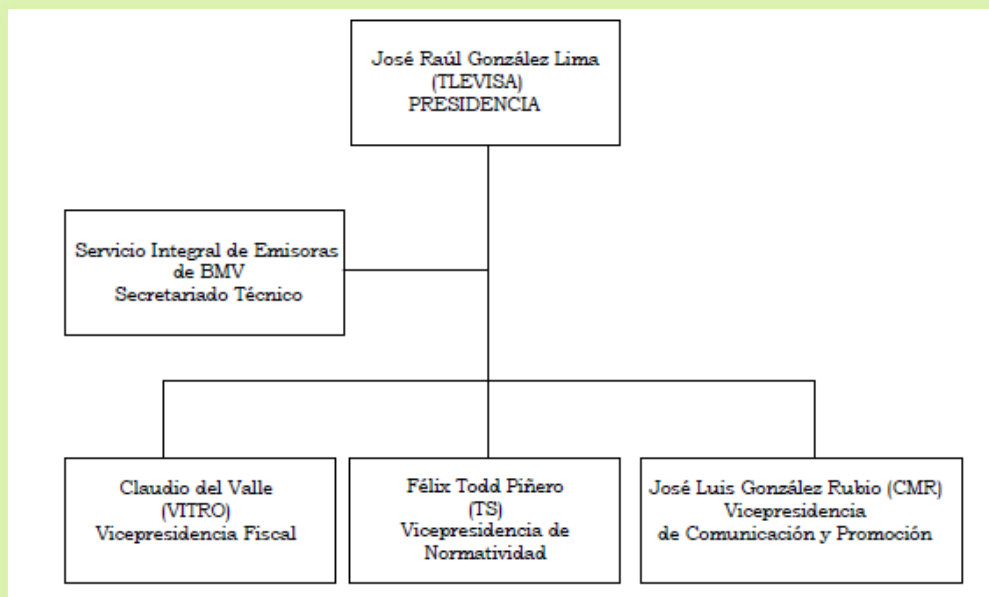 José Raúl González Lima
(TLEVISA)
PRESIDENCIA
Servicio Integral de Emisoras
de BMV
Secretariado Técnico
Claudio del Valle
(VITRO)
Vicepresidencia Fiscal
Félix Todd Piñero
(TS)
Vicepresidencia de
Normatividad
José Luis González Rubio (CMR)
Vicepresidencia
de Comunicación y Promoción